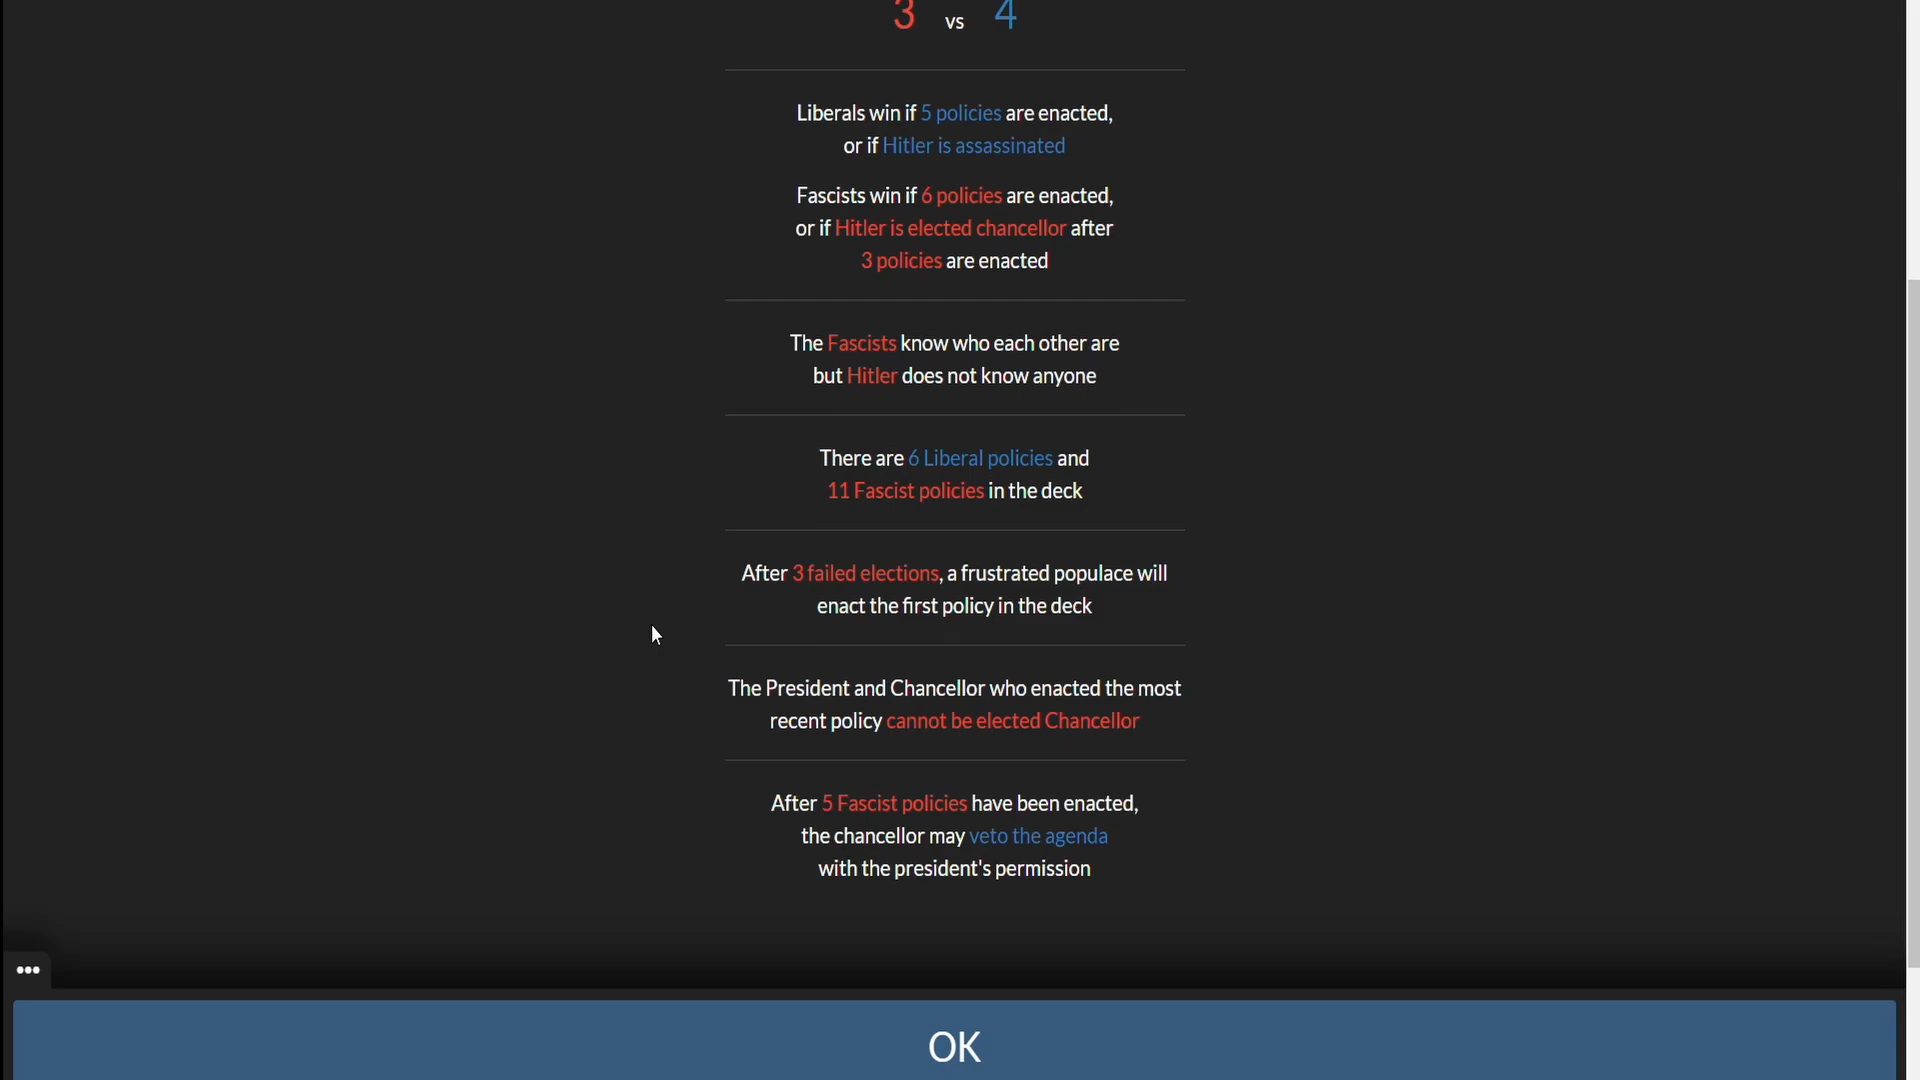 3 vs 4
Liberals win if 5 policies are enacted,
or if Hitler is assassinated
Fascists win if 6 policies are enacted,
or if Hitler is elected chancellor after
3 policies are enacted
The Fascists know who each other are
but Hitler does not know anyone
There are 6 Liberal policies and
11 Fascist policies in the deck
After 3 failed elections, a frustrated populace will
enact the first policy in the deck
The President and Chancellor who enacted the most
recent policy cannot be elected Chancellor
After 5 Fascist policies have been enacted,
the chancellor may veto the agenda
with the president's permission
•••
OK